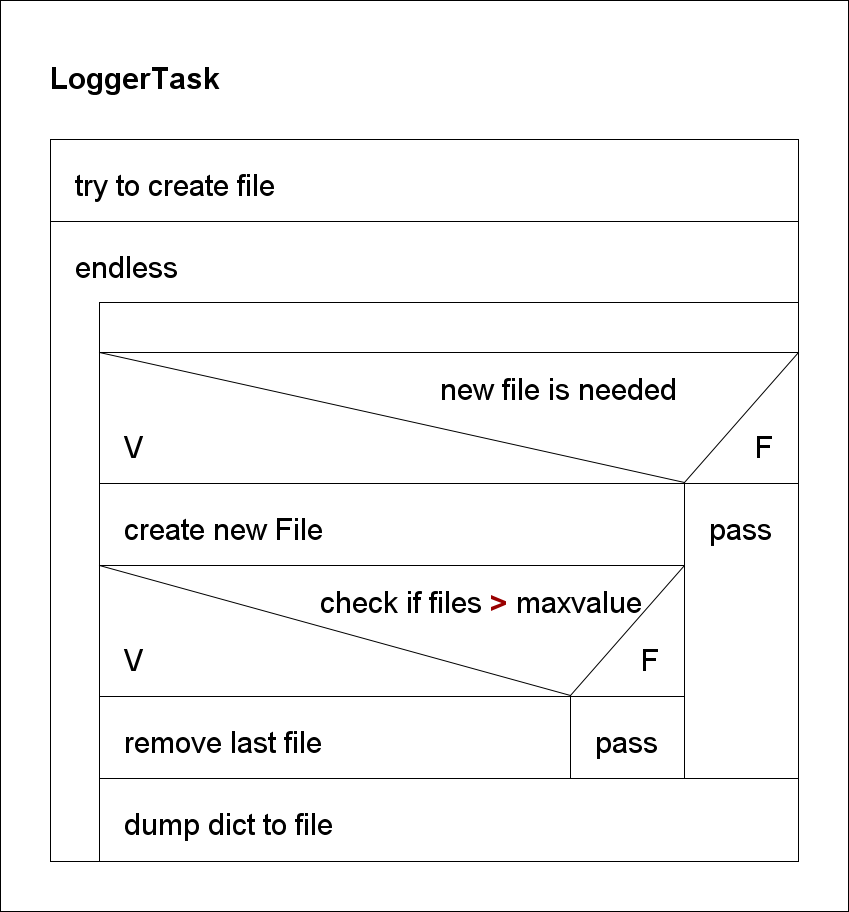 LoggerTask
try to create file
endless
new file is needed
V
F
create new File
pass
check if files > maxvalue
V
F
remove last file
pass
dump dict to file